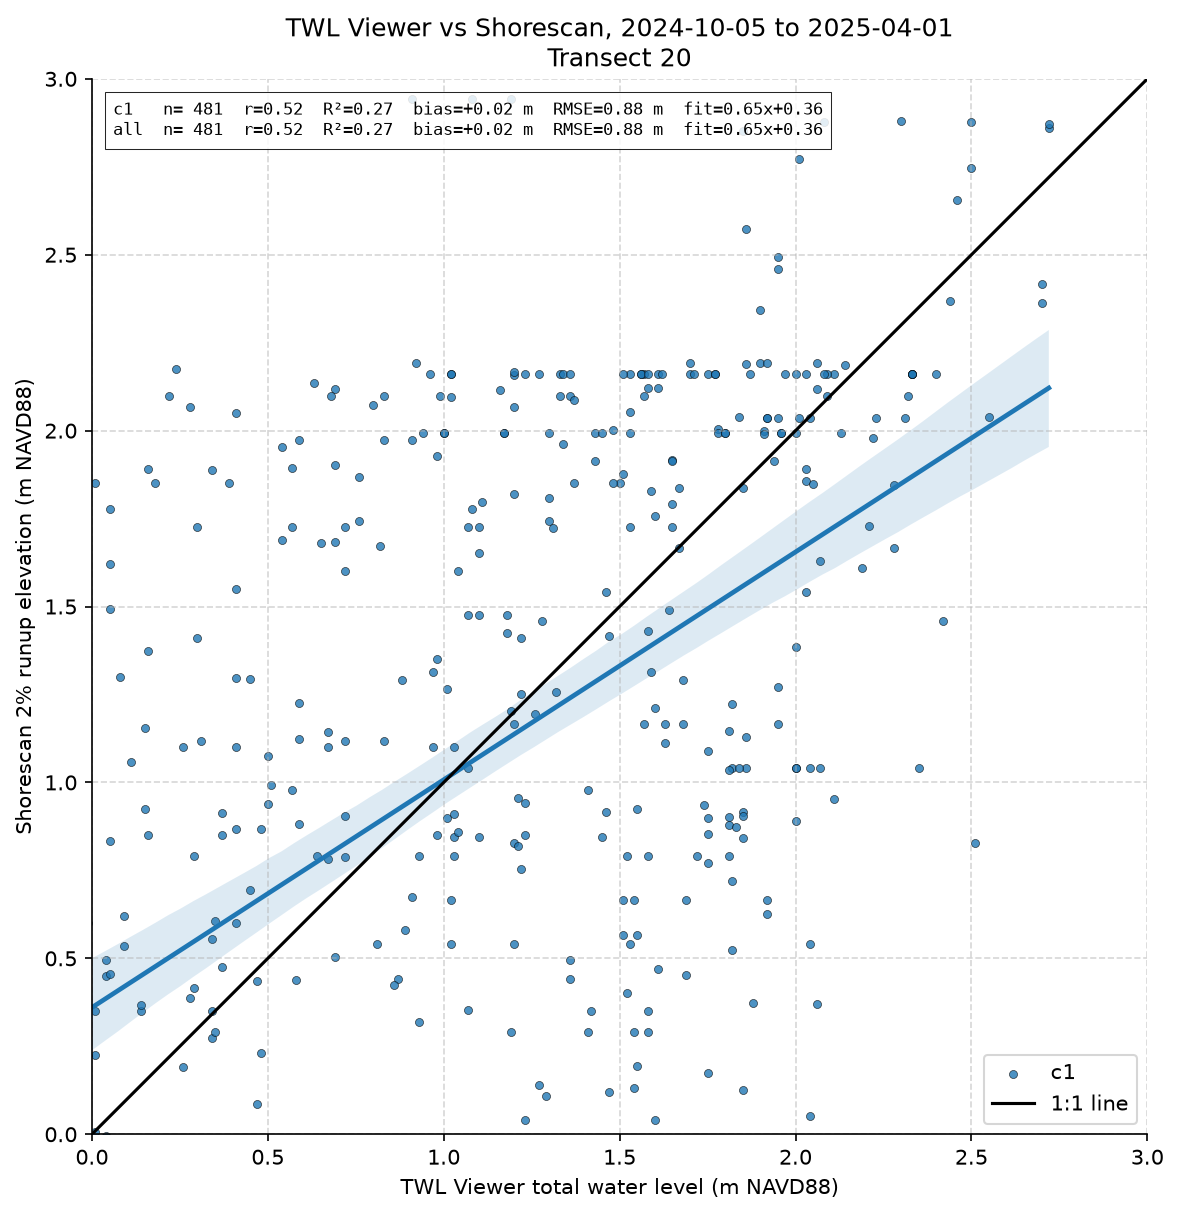 TWL Viewer vs Shorescan, 2024-10-05 to 2025-04-01
Transect 20
c1 n= 481 r=0.52 R²=0.27 bias=+0.02 m RMSE=0.88 m fit=0.65x+0.36
all n= 481 r=0.52 R²=0.27 bias=+0.02 m RMSE=0.88 m fit=0.65x+0.36
Shorescan 2% runup elevation (m NAVD88)
3.0
2.5
2.0
1.5
1.0
0.5
0.0
c1
1:1 line
0.0 0.5 1.0 1.5 2.0 2.5 3.0
TWL Viewer total water level (m NAVD88)